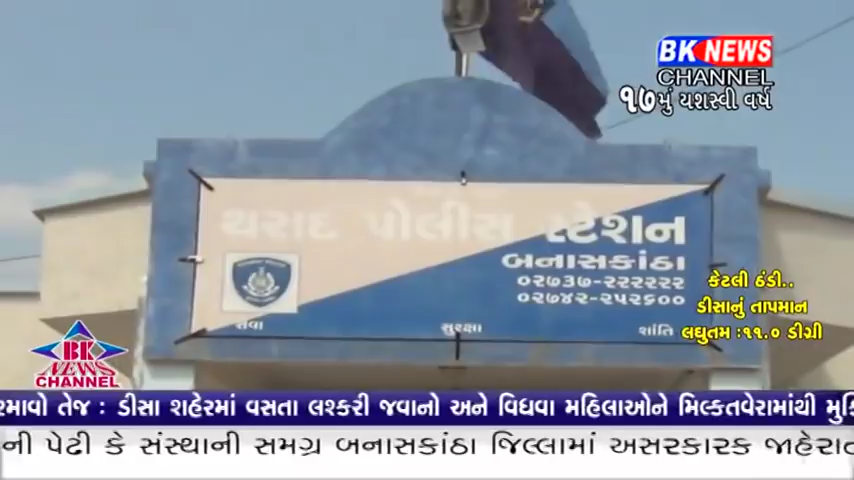 BK NEWS
CHANNEL
૧૭મું યશસ્વી વર્ષ
થરાદ પોલીસ સ્ટેશન
બનાસકાંઠા
૦૨૭૩૭-૨૨૨૨૨૨
૦૨૭૪૨-૨૫૨૬૦૦
સેવા સુરક્ષા શાંતિ
કેટલી ઠંડી..
ડીસાનું તાપમાન
લઘુતમ :૧૧.૦ ડીગ્રી
BK
NEWS
CHANNEL
રમાવો તેજ : ડીસા શહેરમાં વસતા લશ્કરી જવાનો અને વિધવા મહિલાઓને મિલ્કતવેરામાંથી
ની પેઢી કે સંસ્થાની સમગ્ર બનાસકાંઠા જિલ્લામાં અસરકારક